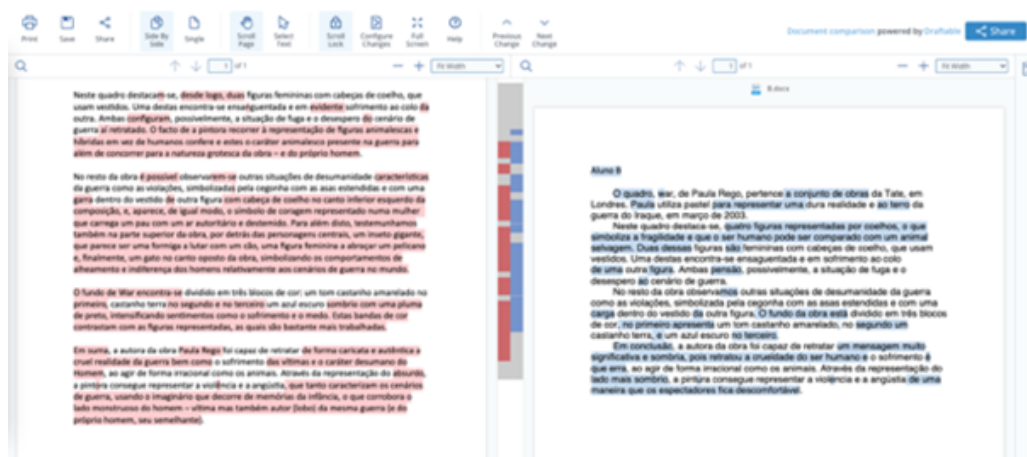 Print
Save
Share
Side By Side
Single
Scroll Page
Select Text
Scroll Lock
Configure Changes
Full Screen
Help
Previous Change
Next Change
Document comparison powered by Draftable
Share
1 of 1
Fit Width
1 of 1
Fit Width
B.docx
Neste quadro destacam-se, desde logo, duas figuras femininas com cabeças de coelho, que
usam vestidos. Uma destas encontra-se ensanguentada e em evidente sofrimento ao colo da
outra. Ambas configuram, possivelmente, a situação de fuga e o desespero do cenário de
guerra aí retratado. O facto de a pintora recorrer à representação de figuras animalescas e
híbridas em vez de humanos confere e estes o caráter animalesco presente na guerra para
além de concorrer para a natureza grotesca da obra – e do próprio homem.
No resto da obra é possível observarem-se outras situações de desumanidade características
da guerra como as violações, simbolizadas pela cegonha com as asas estendidas e com uma
garra dentro do vestido de outra figura com cabeça de coelho no canto inferior esquerdo da
composição, e, aparece, de igual modo, o símbolo de coragem representado numa mulher
que carrega um pau com um ar autoritário e destemido. Para além disto, testemunhamos
também na parte superior da obra, por detrás das personagens centrais, um inseto gigante,
que parece ser uma formiga a lutar com um cão, uma figura feminina a abraçar um pelicano
e, finalmente, um gato no canto oposto da obra, simbolizando os comportamentos de
alheamento e indiferença dos homens relativamente aos cenários de guerra no mundo.
O fundo de War encontra-se dividido em três blocos de cor: um tom castanho amarelado no
primeiro, castanho terra no segundo e no terceiro um azul escuro sombrio com uma pluma
de preto, intensificando sentimentos como o sofrimento e o medo. Estas bandas de cor
contrastam com as figuras representadas, as quais são bastante mais trabalhadas.
Em suma, a autora da obra Paula Rego foi capaz de retratar de forma caricata e autêntica a
cruel realidade da guerra bem como o sofrimento das vítimas e o caráter desumano do
Homem, ao agir de forma irracional como os animais. Através da representação do absurdo,
a pintora consegue representar a violência e a angústia, que tanto caracterizam os cenários
de guerra, usando o imaginário que decorre de memórias da infância, o que corrobora o
lado monstruoso do homem – vítima mas também autor (lobo) da mesma guerra (e do
próprio homem, seu semelhante).
Aluno B
O quadro, war, de Paula Rego, pertence a conjunto de obras da Tate, em
Londres. Paula utiliza pastel para representar uma dura realidade e ao terro da
guerra do Iraque, em março de 2003.
Neste quadro destaca-se, quatro figuras representadas por coelhos, o que
simboliza a fragilidade e que o ser humano pode ser comparado com um animal
selvagem. Duas dessas figuras são femininas com cabeças de coelho, que usam
vestidos. Uma destas encontra-se ensaguentada e em sofrimento ao colo
de uma outra figura. Ambas pensão, possivelmente, a situação de fuga e o
desespero ao cenário de guerra.
No resto da obra observamos outras situações de desumanidade da guerra
como as violações, simbolizada pela cegonha com as asas estendidas e com uma
carga dentro do vestido da outra figura. O fundo da obra está dividido em três blocos
de cor, no primeiro apresenta um tom castanho amarelado, no segundo um
castanho terra, e um azul escuro no terceiro.
Em conclusão, a autora da obra foi capaz de retratar um mensagem muito
significativa e sombria, pois retratou a crueldade do ser humano e o sofrimento é
que erra, ao agir de forma irracional como os animais. Através da representação do
lado mais sombrio, a pintura consegue representar a violência e a angústia de uma
maneira que os espectadores fica descomfortável.